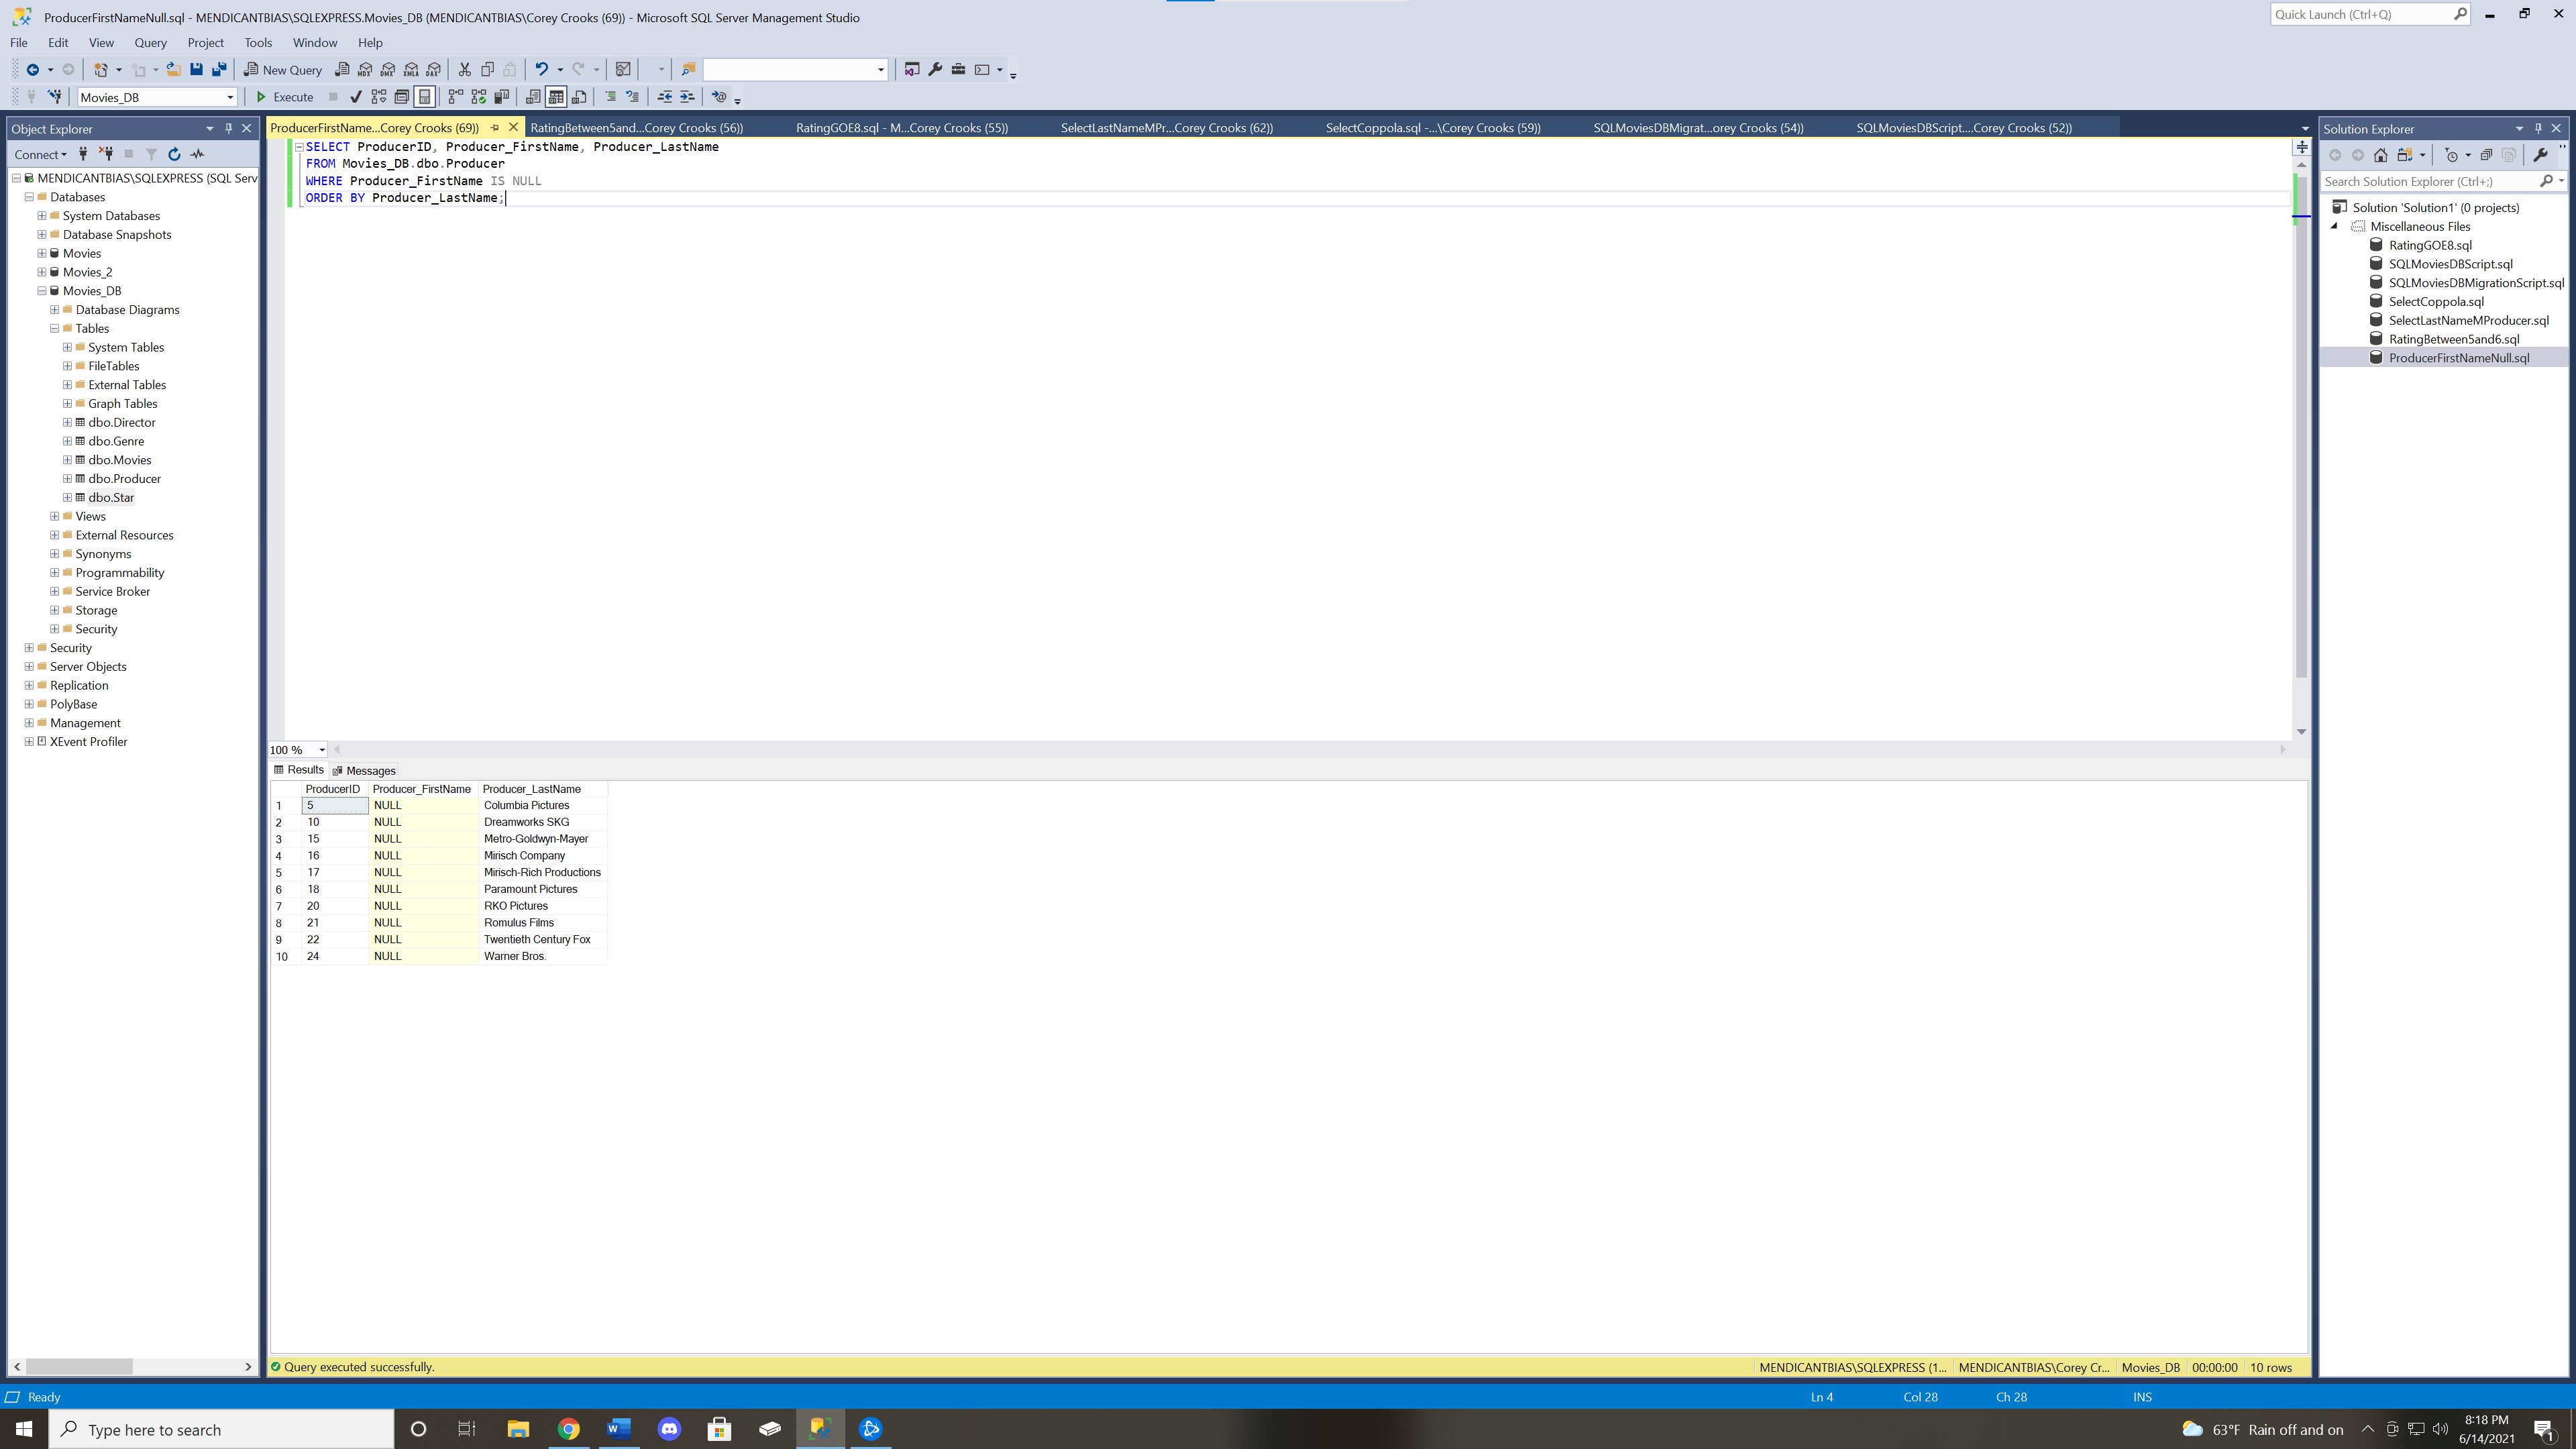 ProducerFirstNameNull.sql - MENDICANTBIAS\SQLEXPRESS.Movies_DB (MENDICANTBIAS\Corey Crooks (69)) - Microsoft SQL Server Management Studio
Quick Launch (Ctrl+Q)
File Edit View Query Project Tools Window Help
New Query MDX DMX XMLA DAX
Movies_DB Execute
Object Explorer
Connect
MENDICANTBIAS\SQLEXPRESS (SQL Serv
Databases
System Databases
Database Snapshots
Movies
Movies_2
Movies_DB
Database Diagrams
Tables
System Tables
FileTables
External Tables
Graph Tables
dbo.Director
dbo.Genre
dbo.Movies
dbo.Producer
dbo.Star
Views
External Resources
Synonyms
Programmability
Service Broker
Storage
Security
Security
Server Objects
Replication
PolyBase
Management
XEvent Profiler
ProducerFirstName...Corey Crooks (69)) RatingBetween5and...Corey Crooks (56)) RatingGOE8.sql - M...Corey Crooks (55)) SelectLastNameMPr...Corey Crooks (62)) SelectCoppola.sql -...\Corey Crooks (59)) SQLMoviesDBMigrat...orey Crooks (54)) SQLMoviesDBScript....Corey Crooks (52))
SELECT ProducerID, Producer_FirstName, Producer_LastName
FROM Movies_DB.dbo.Producer
WHERE Producer_FirstName IS NULL
ORDER BY Producer_LastName;
100 %
Results Messages
ProducerID Producer_FirstName Producer_LastName
1 5 NULL Columbia Pictures
2 10 NULL Dreamworks SKG
3 15 NULL Metro-Goldwyn-Mayer
4 16 NULL Mirisch Company
5 17 NULL Mirisch-Rich Productions
6 18 NULL Paramount Pictures
7 20 NULL RKO Pictures
8 21 NULL Romulus Films
9 22 NULL Twentieth Century Fox
10 24 NULL Warner Bros.
Query executed successfully. MENDICANTBIAS\SQLEXPRESS (1... MENDICANTBIAS\Corey Cr... Movies_DB 00:00:00 10 rows
Solution Explorer
Search Solution Explorer (Ctrl+;)
Solution 'Solution1' (0 projects)
Miscellaneous Files
RatingGOE8.sql
SQLMoviesDBScript.sql
SQLMoviesDBMigrationScript.sql
SelectCoppola.sql
SelectLastNameMProducer.sql
RatingBetween5and6.sql
ProducerFirstNameNull.sql
Ready Ln 4 Col 28 Ch 28 INS
Type here to search
63°F Rain off and on
8:18 PM
6/14/2021
1